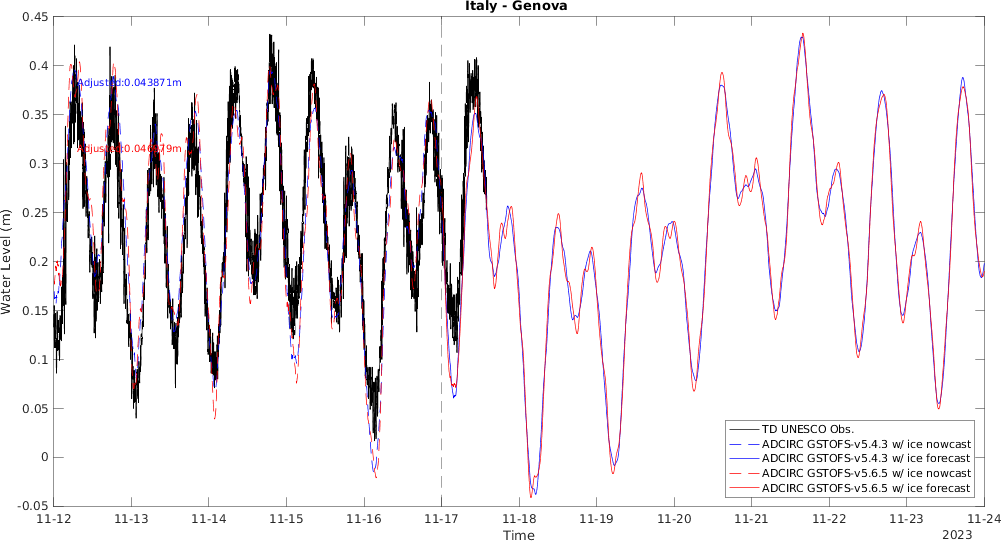 Italy - Genova
0.45
0.4
0.35
0.3
0.25
0.2
0.15
0.1
0.05
0
-0.05
Water Level (m)
Adjusted:0.043871m
TD UNESCO Obs.
ADCIRC GSTOFS-v5.4.3 w/ ice nowcast
ADCIRC GSTOFS-v5.4.3 w/ ice forecast
ADCIRC GSTOFS-v5.6.5 w/ ice nowcast
ADCIRC GSTOFS-v5.6.5 w/ ice forecast
11-12 11-13 11-14 11-15 11-16 11-17 11-18 11-19 11-20 11-21 11-22 11-23 11-24
Time
2023